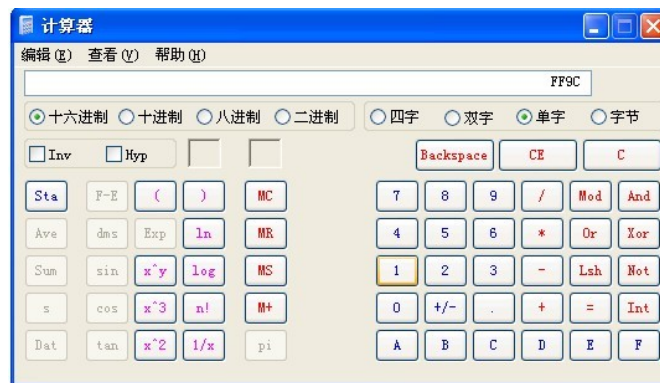 计算器
编辑(E) 查看(V) 帮助(H)
FF9C
十六进制 十进制 八进制 二进制 四字 双字 单字 字节
Inv Hyp Backspace CE C
Sta F-E ( ) MC 7 8 9 / Mod And
Ave dms Exp ln MR 4 5 6 * Or Xor
Sum sin x^y log MS 1 2 3 - Lsh Not
s cos x^3 n! M+ 0 +/- . + = Int
Dat tan x^2 1/x pi A B C D E F